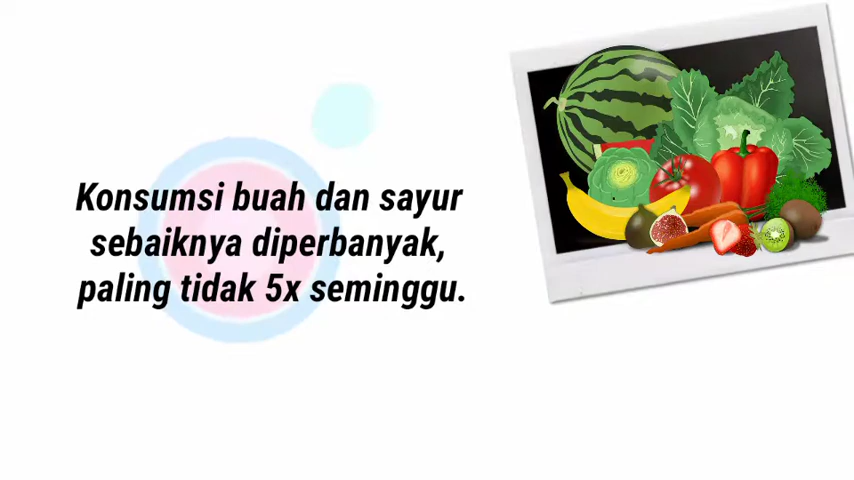 Konsumsi buah dan sayur
sebaiknya diperbanyak,
paling tidak 5x seminggu.